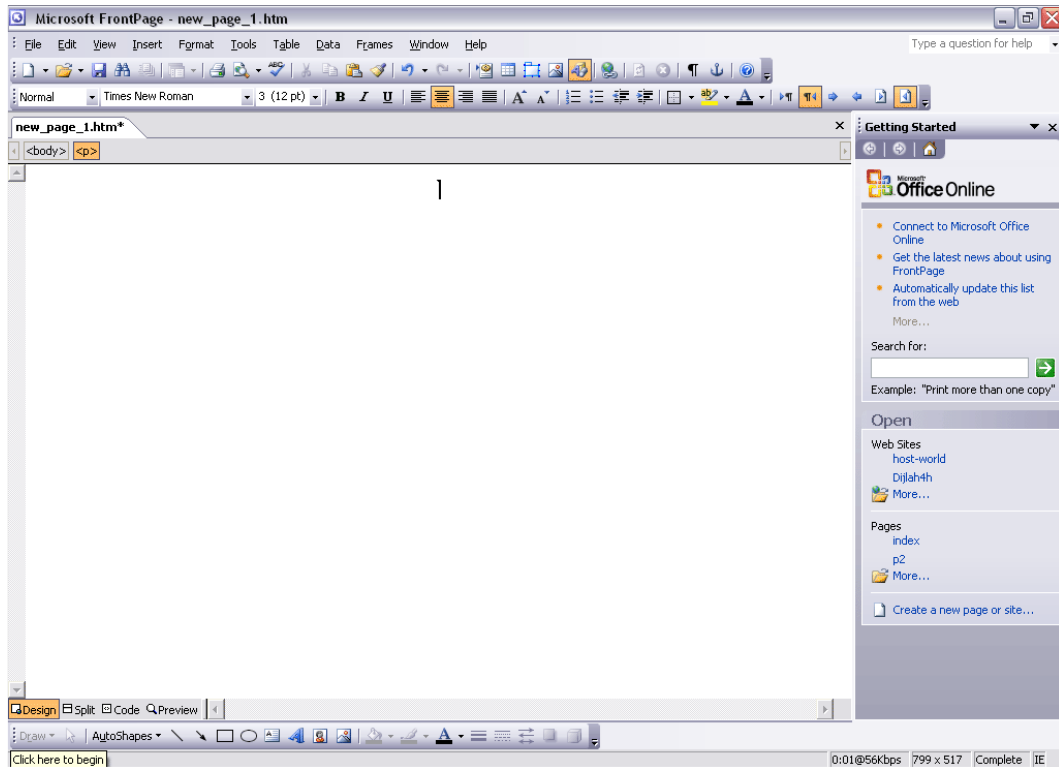 Microsoft FrontPage - new_page_1.htm
File Edit View Insert Format Tools Table Data Frames Window Help
Type a question for help
Normal
Times New Roman
3 (12 pt)
B I U
new_page_1.htm*
<body> <p>
Getting Started
Microsoft
Office Online
Connect to Microsoft Office
Online
Get the latest news about using
FrontPage
Automatically update this list
from the web
More...
Search for:
Example: "Print more than one copy"
Open
Web Sites
host-world
Dijlah4h
More...
Pages
index
p2
More...
Create a new page or site...
Design Split Code Preview
Draw AutoShapes
Click here to begin
0:01@56Kbps 799 x 517 Complete IE